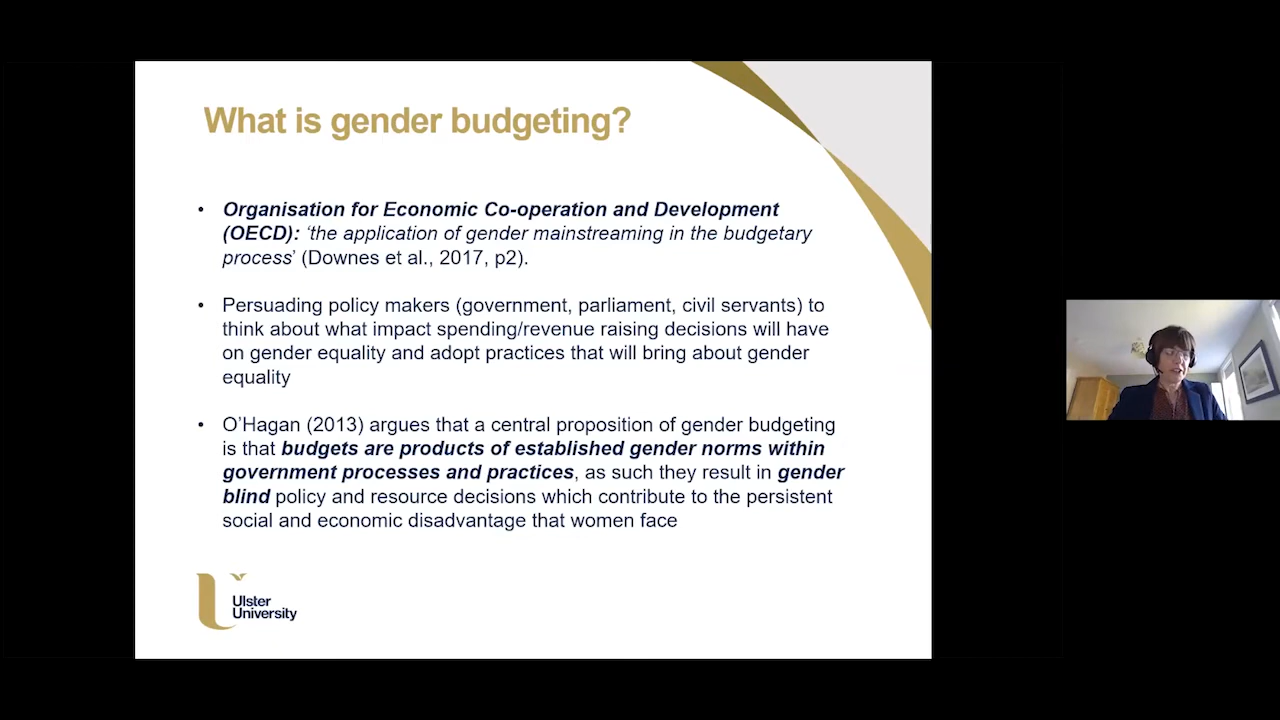 What is gender budgeting?
• Organisation for Economic Co-operation and Development
(OECD): ‘the application of gender mainstreaming in the budgetary
process’ (Downes et al., 2017, p2).
• Persuading policy makers (government, parliament, civil servants) to
think about what impact spending/revenue raising decisions will have
on gender equality and adopt practices that will bring about gender
equality
• O’Hagan (2013) argues that a central proposition of gender budgeting
is that budgets are products of established gender norms within
government processes and practices, as such they result in gender
blind policy and resource decisions which contribute to the persistent
social and economic disadvantage that women face
Ulster
University